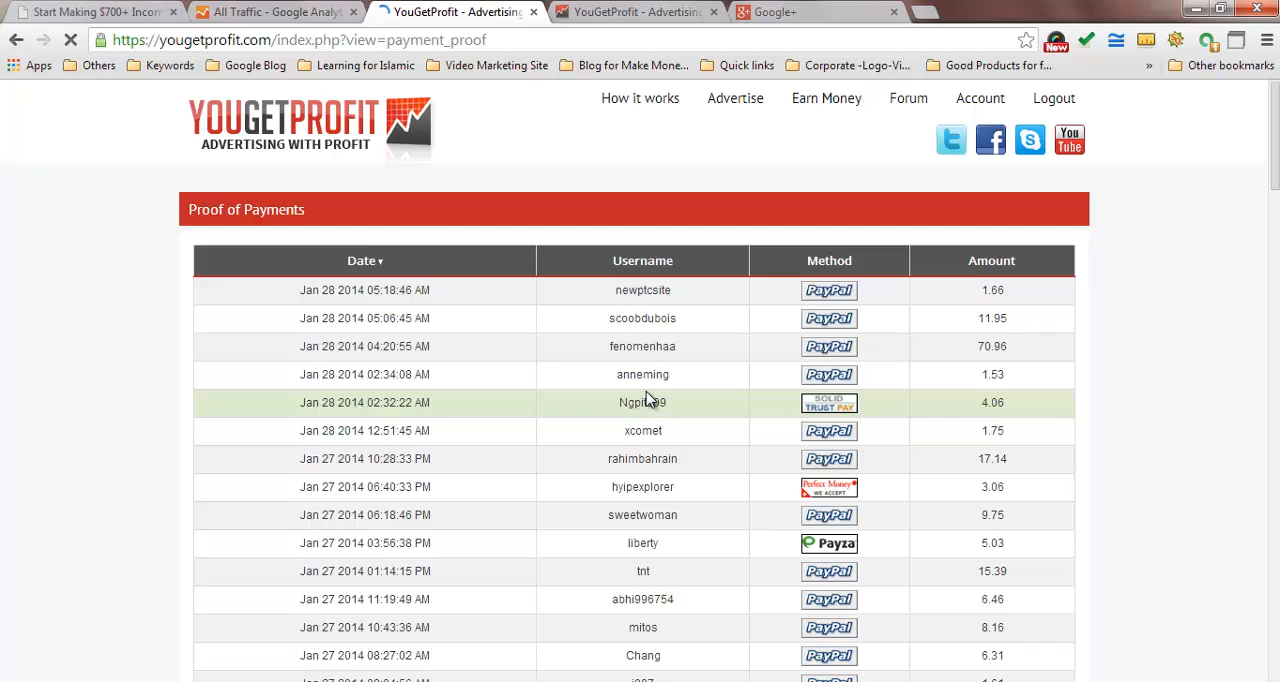 Start Making $700+ Incom
All Traffic - Google Analyt
YouGetProfit - Advertising
YouGetProfit - Advertising
Google+
https://yougetprofit.com/index.php?view=payment_proof
New
Apps Others Keywords Google Blog Learning for Islamic Video Marketing Site Blog for Make Mone... Quick links Corporate -Logo-Vi... Good Products for f... » Other bookmarks
YOUGETPROFIT
ADVERTISING WITH PROFIT
How it works Advertise Earn Money Forum Account Logout
You Tube
Proof of Payments
Date Username Method Amount
Jan 28 2014 05:18:46 AM newptcsite PayPal 1.66
Jan 28 2014 05:06:45 AM scoobdubois PayPal 11.95
Jan 28 2014 04:20:55 AM fenomenhaa PayPal 70.96
Jan 28 2014 02:34:08 AM anneming PayPal 1.53
Jan 28 2014 02:32:22 AM SOLID TRUST PAY 4.06
Jan 28 2014 12:51:45 AM xcomet PayPal 1.75
Jan 27 2014 10:28:33 PM rahimbahrain PayPal 17.14
Jan 27 2014 06:40:33 PM hyipexplorer Perfect Money WE ACCEPT 3.06
Jan 27 2014 06:18:46 PM sweetwoman PayPal 9.75
Jan 27 2014 03:56:38 PM liberty Payza 5.03
Jan 27 2014 01:14:15 PM tnt PayPal 15.39
Jan 27 2014 11:19:49 AM abhi996754 PayPal 6.46
Jan 27 2014 10:43:36 AM mitos PayPal 8.16
Jan 27 2014 08:27:02 AM Chang PayPal 6.31